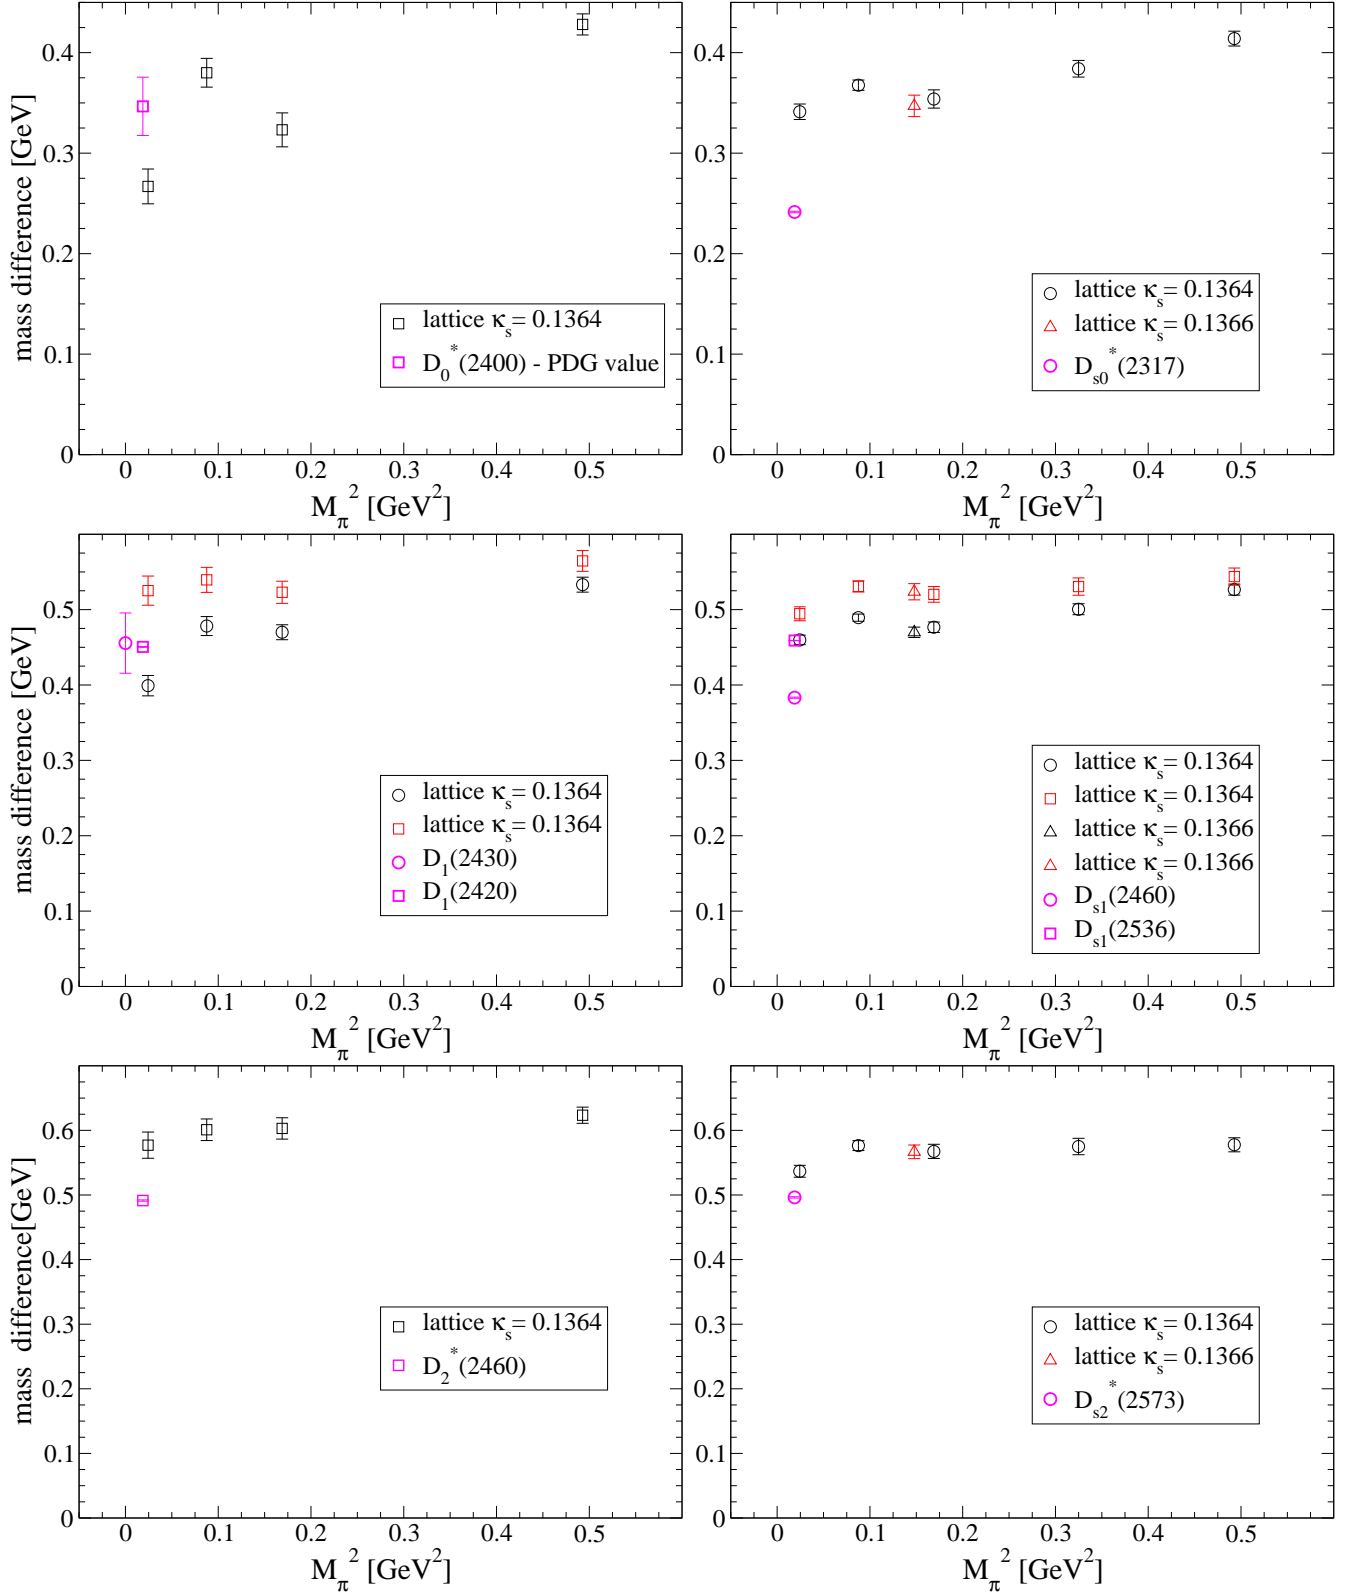 mass difference [GeV]
0.4
0.3
0.2
0.1
0
0 0.1 0.2 0.3 0.4 0.5
M_π^2 [GeV^2]
lattice κ_s= 0.1364
D_0^*(2400) - PDG value
0.4
0.3
0.2
0.1
0
0 0.1 0.2 0.3 0.4 0.5
M_π^2 [GeV^2]
lattice κ_s= 0.1364
lattice κ_s= 0.1366
D_s0^*(2317)
mass difference [GeV]
0.5
0.4
0.3
0.2
0.1
0
0 0.1 0.2 0.3 0.4 0.5
M_π^2 [GeV^2]
lattice κ_s= 0.1364
lattice κ_s= 0.1364
D_1(2430)
D_1(2420)
0.5
0.4
0.3
0.2
0.1
0
0 0.1 0.2 0.3 0.4 0.5
M_π^2 [GeV^2]
lattice κ_s= 0.1364
lattice κ_s= 0.1364
lattice κ_s= 0.1366
lattice κ_s= 0.1366
D_s1(2460)
D_s1(2536)
mass difference[GeV]
0.6
0.5
0.4
0.3
0.2
0.1
0
0 0.1 0.2 0.3 0.4 0.5
M_π^2 [GeV^2]
lattice κ_s= 0.1364
D_2^*(2460)
0.6
0.5
0.4
0.3
0.2
0.1
0
0 0.1 0.2 0.3 0.4 0.5
M_π^2 [GeV^2]
lattice κ_s= 0.1364
lattice κ_s= 0.1366
D_s2^*(2573)